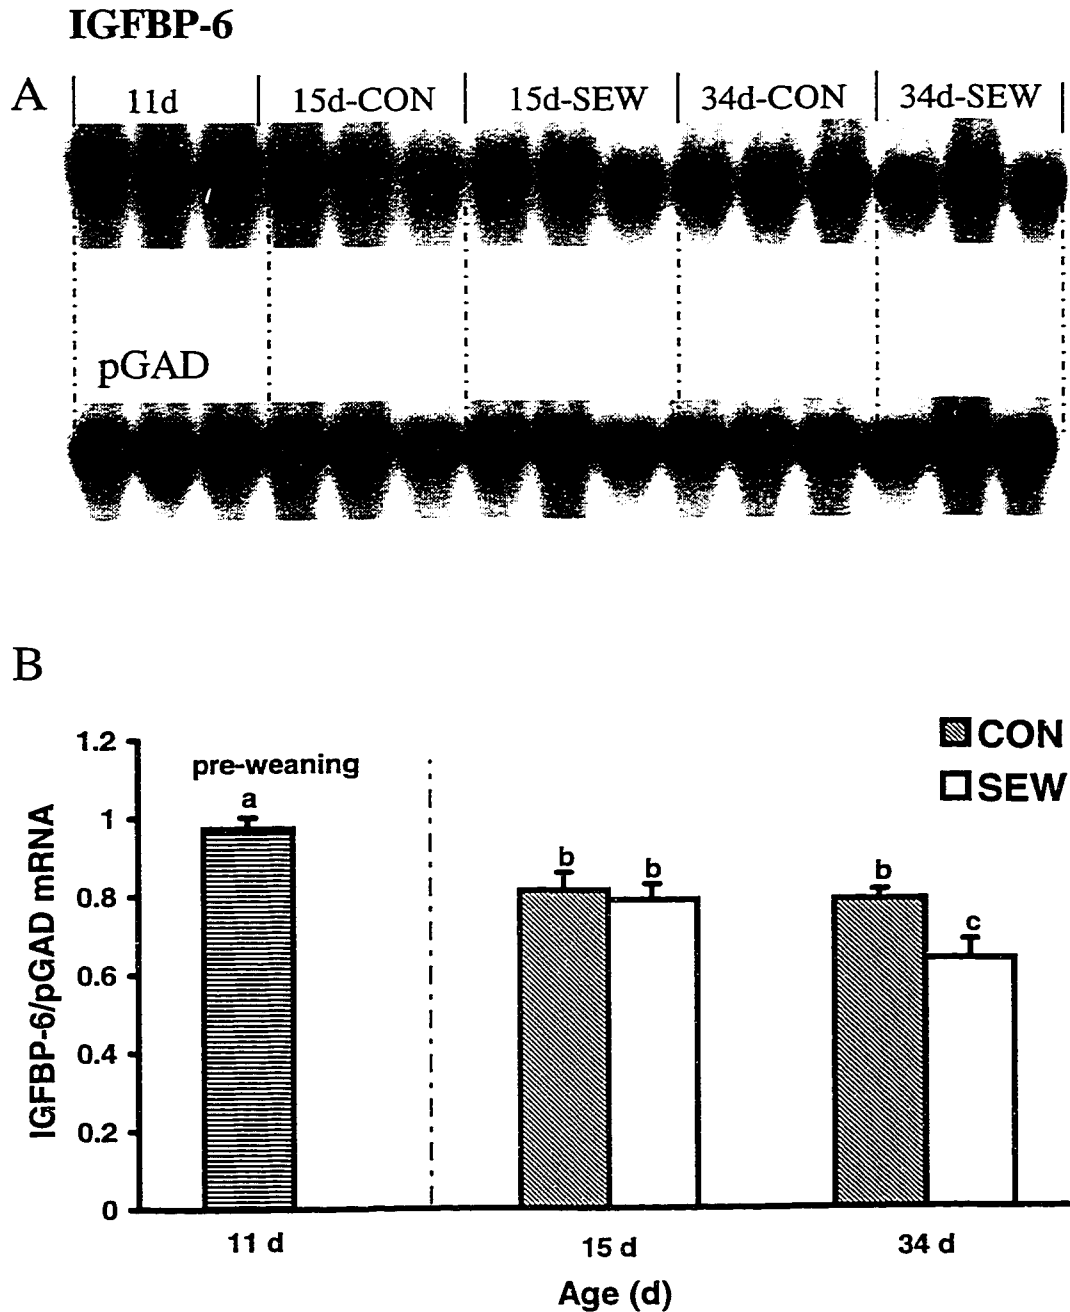 IGFBP-6
A
11d 15d-CON 15d-SEW 34d-CON 34d-SEW
pGAD
B
CON
SEW
pre-weaning
a
b b
b c
IGFBP-6/pGAD mRNA
1.2
1
0.8
0.6
0.4
0.2
0
11 d 15 d 34 d
Age (d)